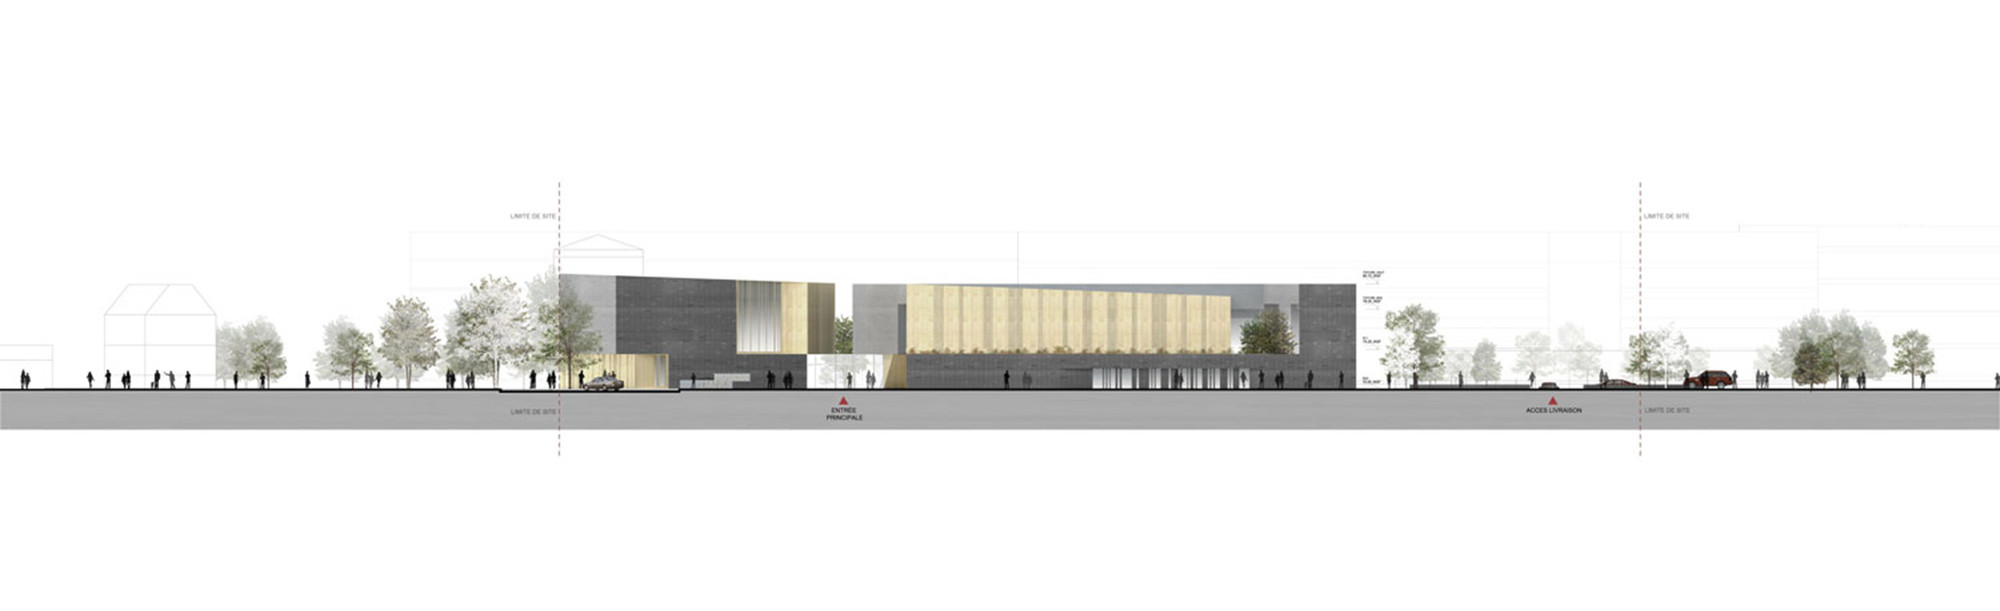 LIMITE DE SITE
LIMITE DE SITE
LIMITE DE SITE
ENTRÉE
PRINCIPALE
ACCES LIVRAISON
LIMITE DE SITE